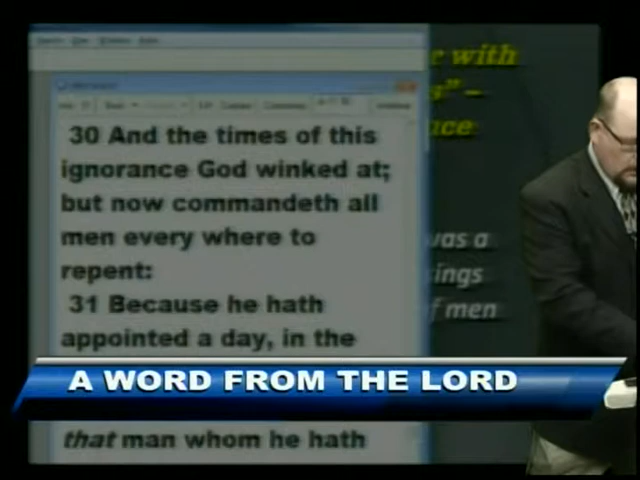 e with
s" –
nce
30 And the times of this
ignorance God winked at;
but now commandeth all
men every where to
repent:
31 Because he hath
appointed a day, in the
was a
ings
f men
A WORD FROM THE LORD
that man whom he hath